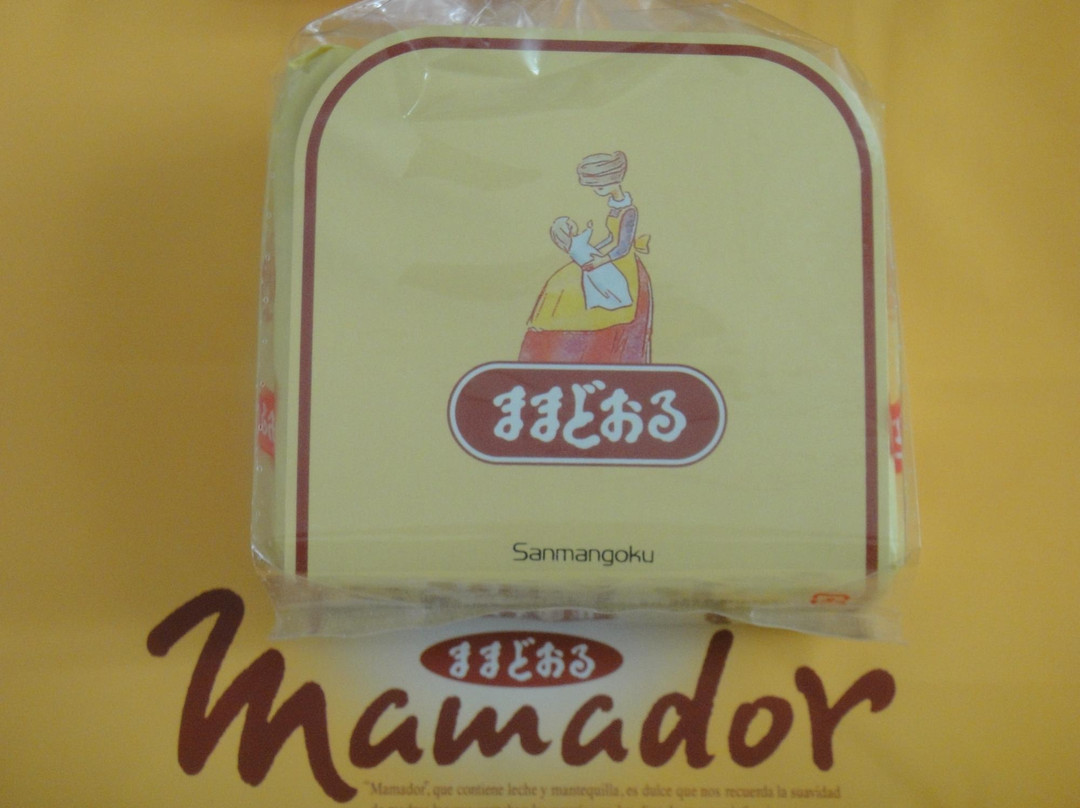 ままどおる
Sanmangoku
ままどおる
Mamador
"Mamador", que contiene leche y mantequilla, es dulce que nos recuerda la suavidad